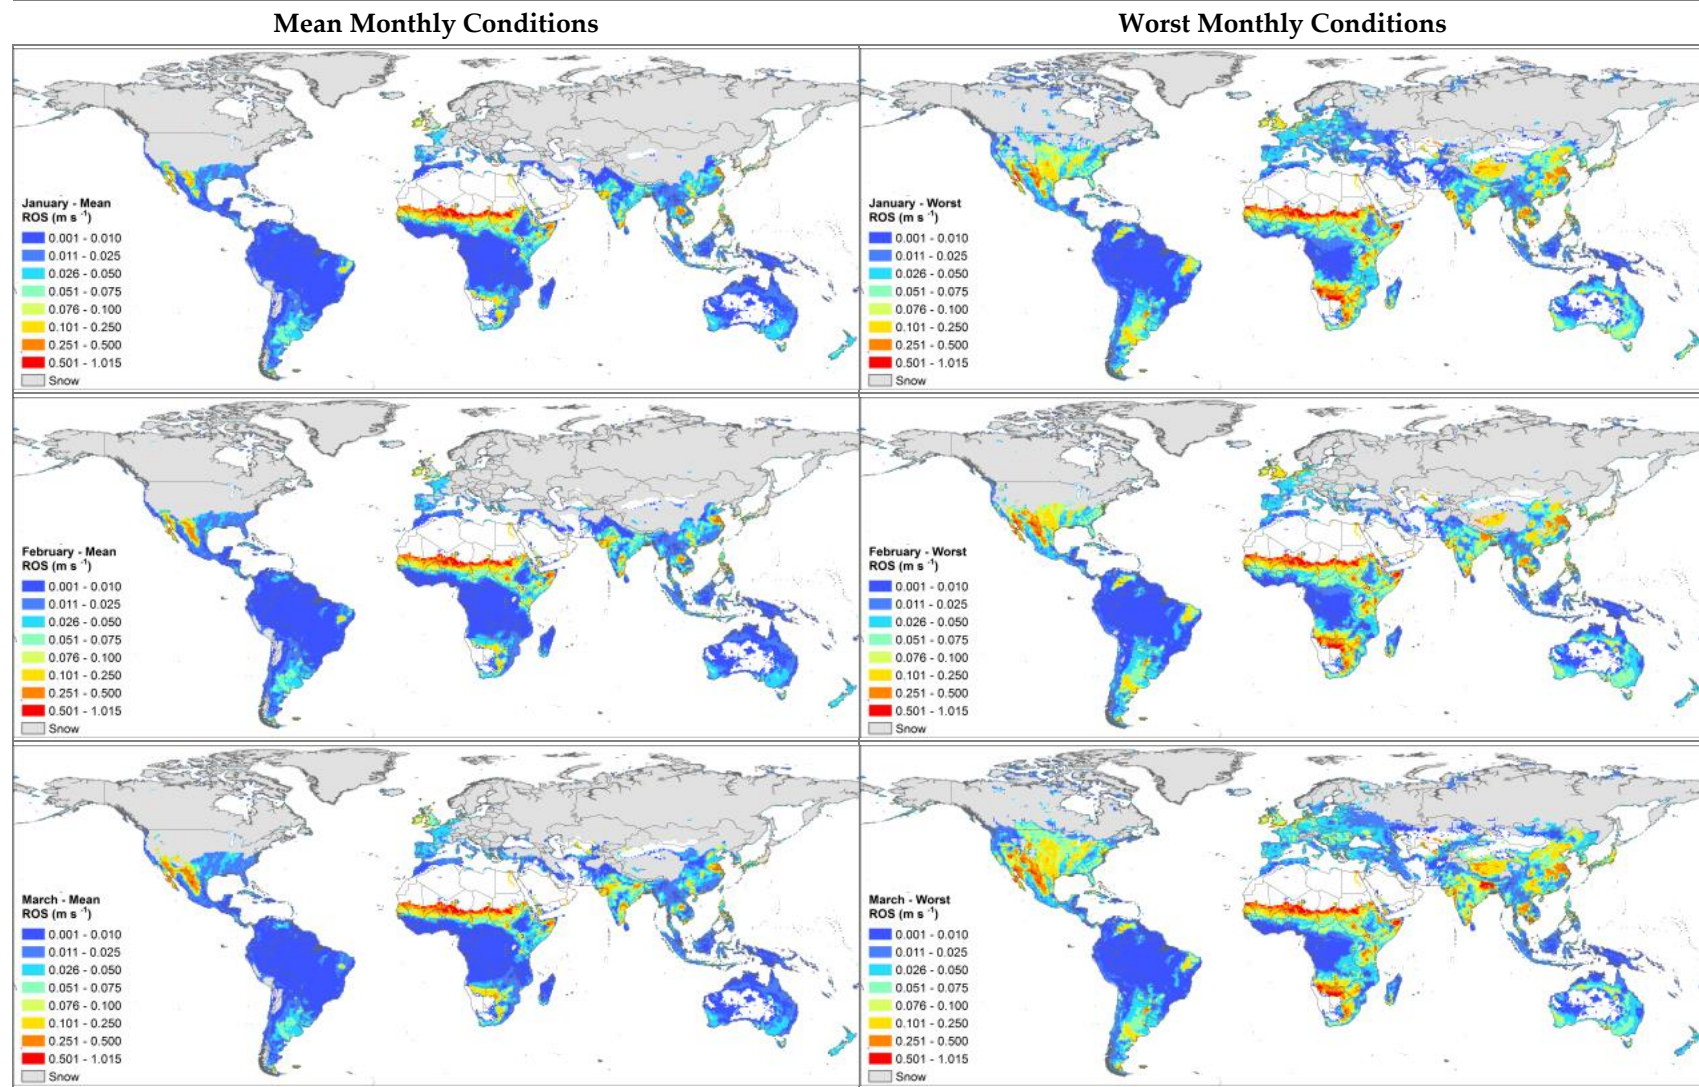 Mean Monthly Conditions
Worst Monthly Conditions
January - Mean
ROS (m s ⁻¹)
0.001 - 0.010
0.011 - 0.025
0.026 - 0.050
0.051 - 0.075
0.076 - 0.100
0.101 - 0.250
0.251 - 0.500
0.501 - 1.015
Snow
January - Worst
ROS (m s ⁻¹)
0.001 - 0.010
0.011 - 0.025
0.026 - 0.050
0.051 - 0.075
0.076 - 0.100
0.101 - 0.250
0.251 - 0.500
0.501 - 1.015
Snow
February - Mean
ROS (m s ⁻¹)
0.001 - 0.010
0.011 - 0.025
0.026 - 0.050
0.051 - 0.075
0.076 - 0.100
0.101 - 0.250
0.251 - 0.500
0.501 - 1.015
Snow
February - Worst
ROS (m s ⁻¹)
0.001 - 0.010
0.011 - 0.025
0.026 - 0.050
0.051 - 0.075
0.076 - 0.100
0.101 - 0.250
0.251 - 0.500
0.501 - 1.015
Snow
March - Mean
ROS (m s ⁻¹)
0.001 - 0.010
0.011 - 0.025
0.026 - 0.050
0.051 - 0.075
0.076 - 0.100
0.101 - 0.250
0.251 - 0.500
0.501 - 1.015
Snow
March - Worst
ROS (m s ⁻¹)
0.001 - 0.010
0.011 - 0.025
0.026 - 0.050
0.051 - 0.075
0.076 - 0.100
0.101 - 0.250
0.251 - 0.500
0.501 - 1.015
Snow